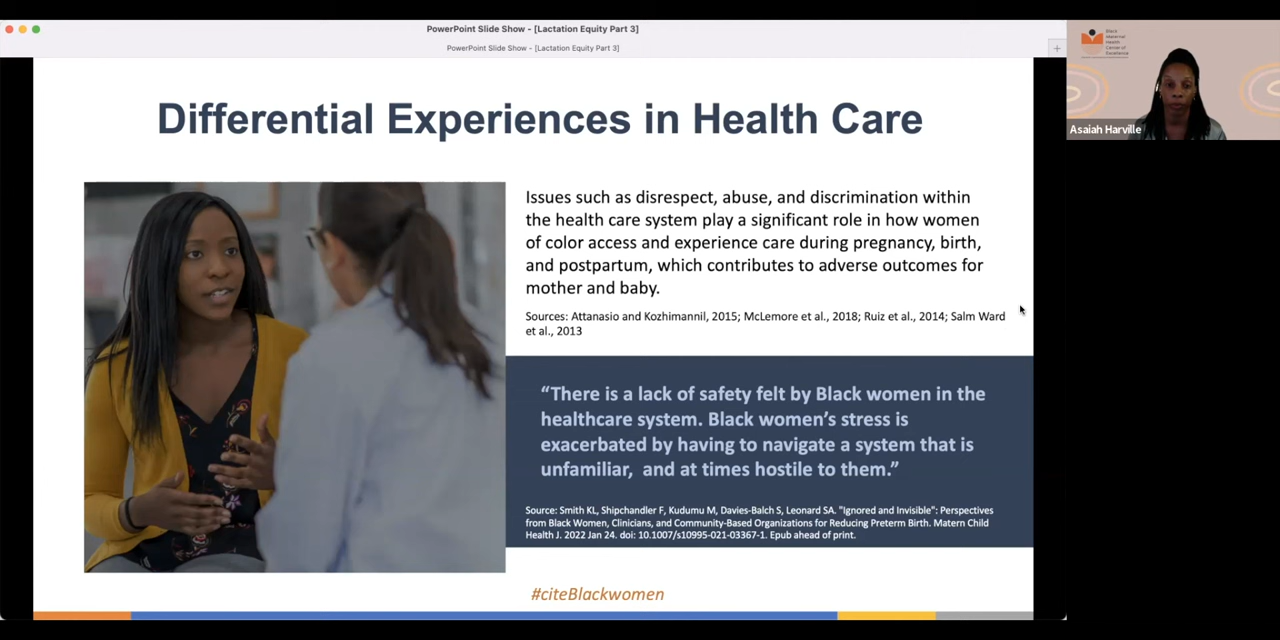 PowerPoint Slide Show - [Lactation Equity Part 3]
PowerPoint Slide Show - [Lactation Equity Part 3]
Black
Maternal
Health
Center of
Excellence
Asaiah Harville
Differential Experiences in Health Care
Issues such as disrespect, abuse, and discrimination within
the health care system play a significant role in how women
of color access and experience care during pregnancy, birth,
and postpartum, which contributes to adverse outcomes for
mother and baby.
Sources: Attanasio and Kozhimannil, 2015; McLemore et al., 2018; Ruiz et al., 2014; Salm Ward
et al., 2013
“There is a lack of safety felt by Black women in the
healthcare system. Black women’s stress is
exacerbated by having to navigate a system that is
unfamiliar,  and at times hostile to them.”
Source: Smith KL, Shipchandler F, Kudumu M, Davies-Balch S, Leonard SA. "Ignored and Invisible": Perspectives
from Black Women, Clinicians, and Community-Based Organizations for Reducing Preterm Birth. Matern Child
Health J. 2022 Jan 24. doi: 10.1007/s10995-021-03367-1. Epub ahead of print.
#citeBlackwomen